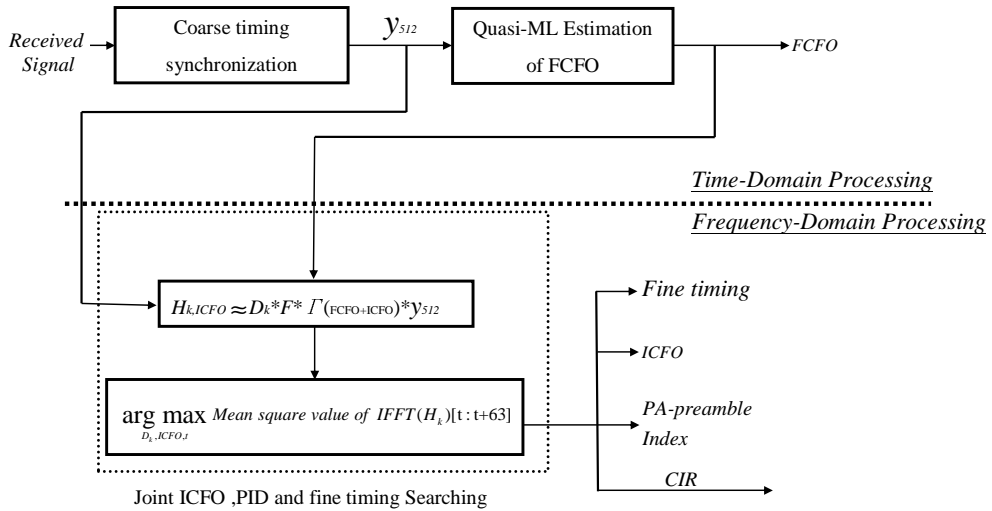 Received
Signal
Coarse timing
synchronization
y512
Quasi-ML Estimation
of FCFO
FCFO
Time-Domain Processing
Frequency-Domain Processing
Hk,ICFO ≈ Dk*F* Γ(FCFO+ICFO)*y512
arg max Mean square value of IFFT(Hk)[t : t+63]
Dk,ICFO,t
Fine timing
ICFO
PA-preamble
Index
CIR
Joint ICFO ,PID and fine timing Searching